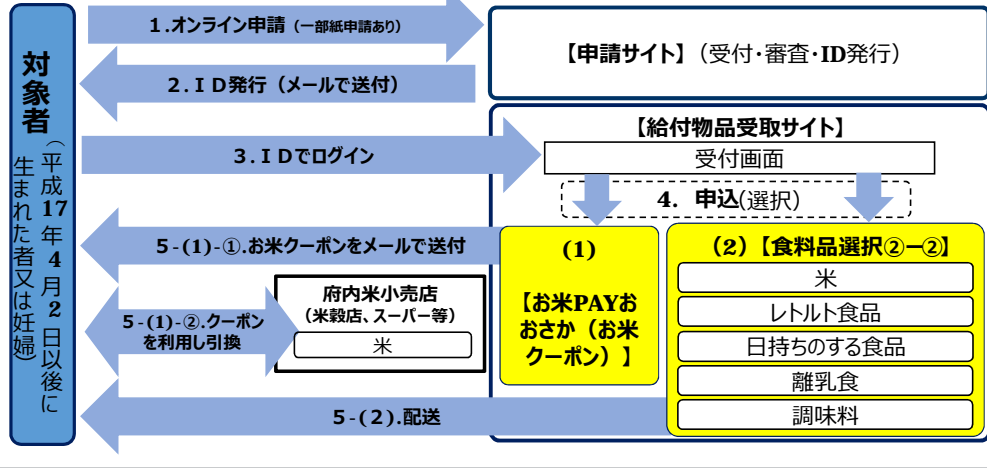 対象者
（平成17年4月2日以後に
生まれた者又は妊婦）
1.オンライン申請（一部紙申請あり）
【申請サイト】（受付・審査・ID発行）
2.ＩＤ発行（メールで送付）
【給付物品受取サイト】
3.ＩＤでログイン
受付画面
4. 申込(選択)
5-(1)-①.お米クーポンをメールで送付
(1)
【お米PAYお
おさか（お米
クーポン）】
(2)【食料品選択②ー②】
米
レトルト食品
日持ちのする食品
離乳食
調味料
5-(1)-②.クーポン
を利用し引換
府内米小売店
（米穀店、スーパー等）
米
5-(2).配送